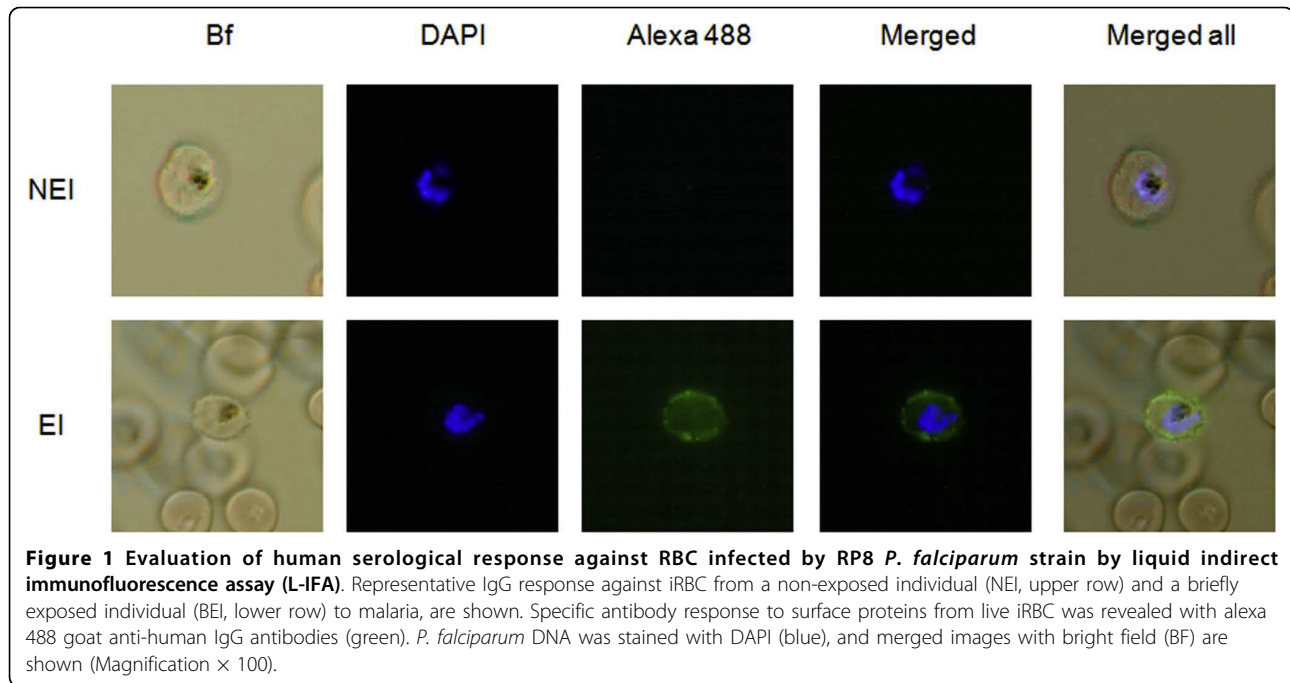 Bf DAPI Alexa 488 Merged Merged all
NEI
EI
Figure 1 Evaluation of human serological response against RBC infected by RP8 P. falciparum strain by liquid indirect
immunofluorescence assay (L-IFA). Representative IgG response against iRBC from a non-exposed individual (NEI, upper row) and a briefly
exposed individual (BEI, lower row) to malaria, are shown. Specific antibody response to surface proteins from live iRBC was revealed with alexa
488 goat anti-human IgG antibodies (green). P. falciparum DNA was stained with DAPI (blue), and merged images with bright field (BF) are
shown (Magnification × 100).